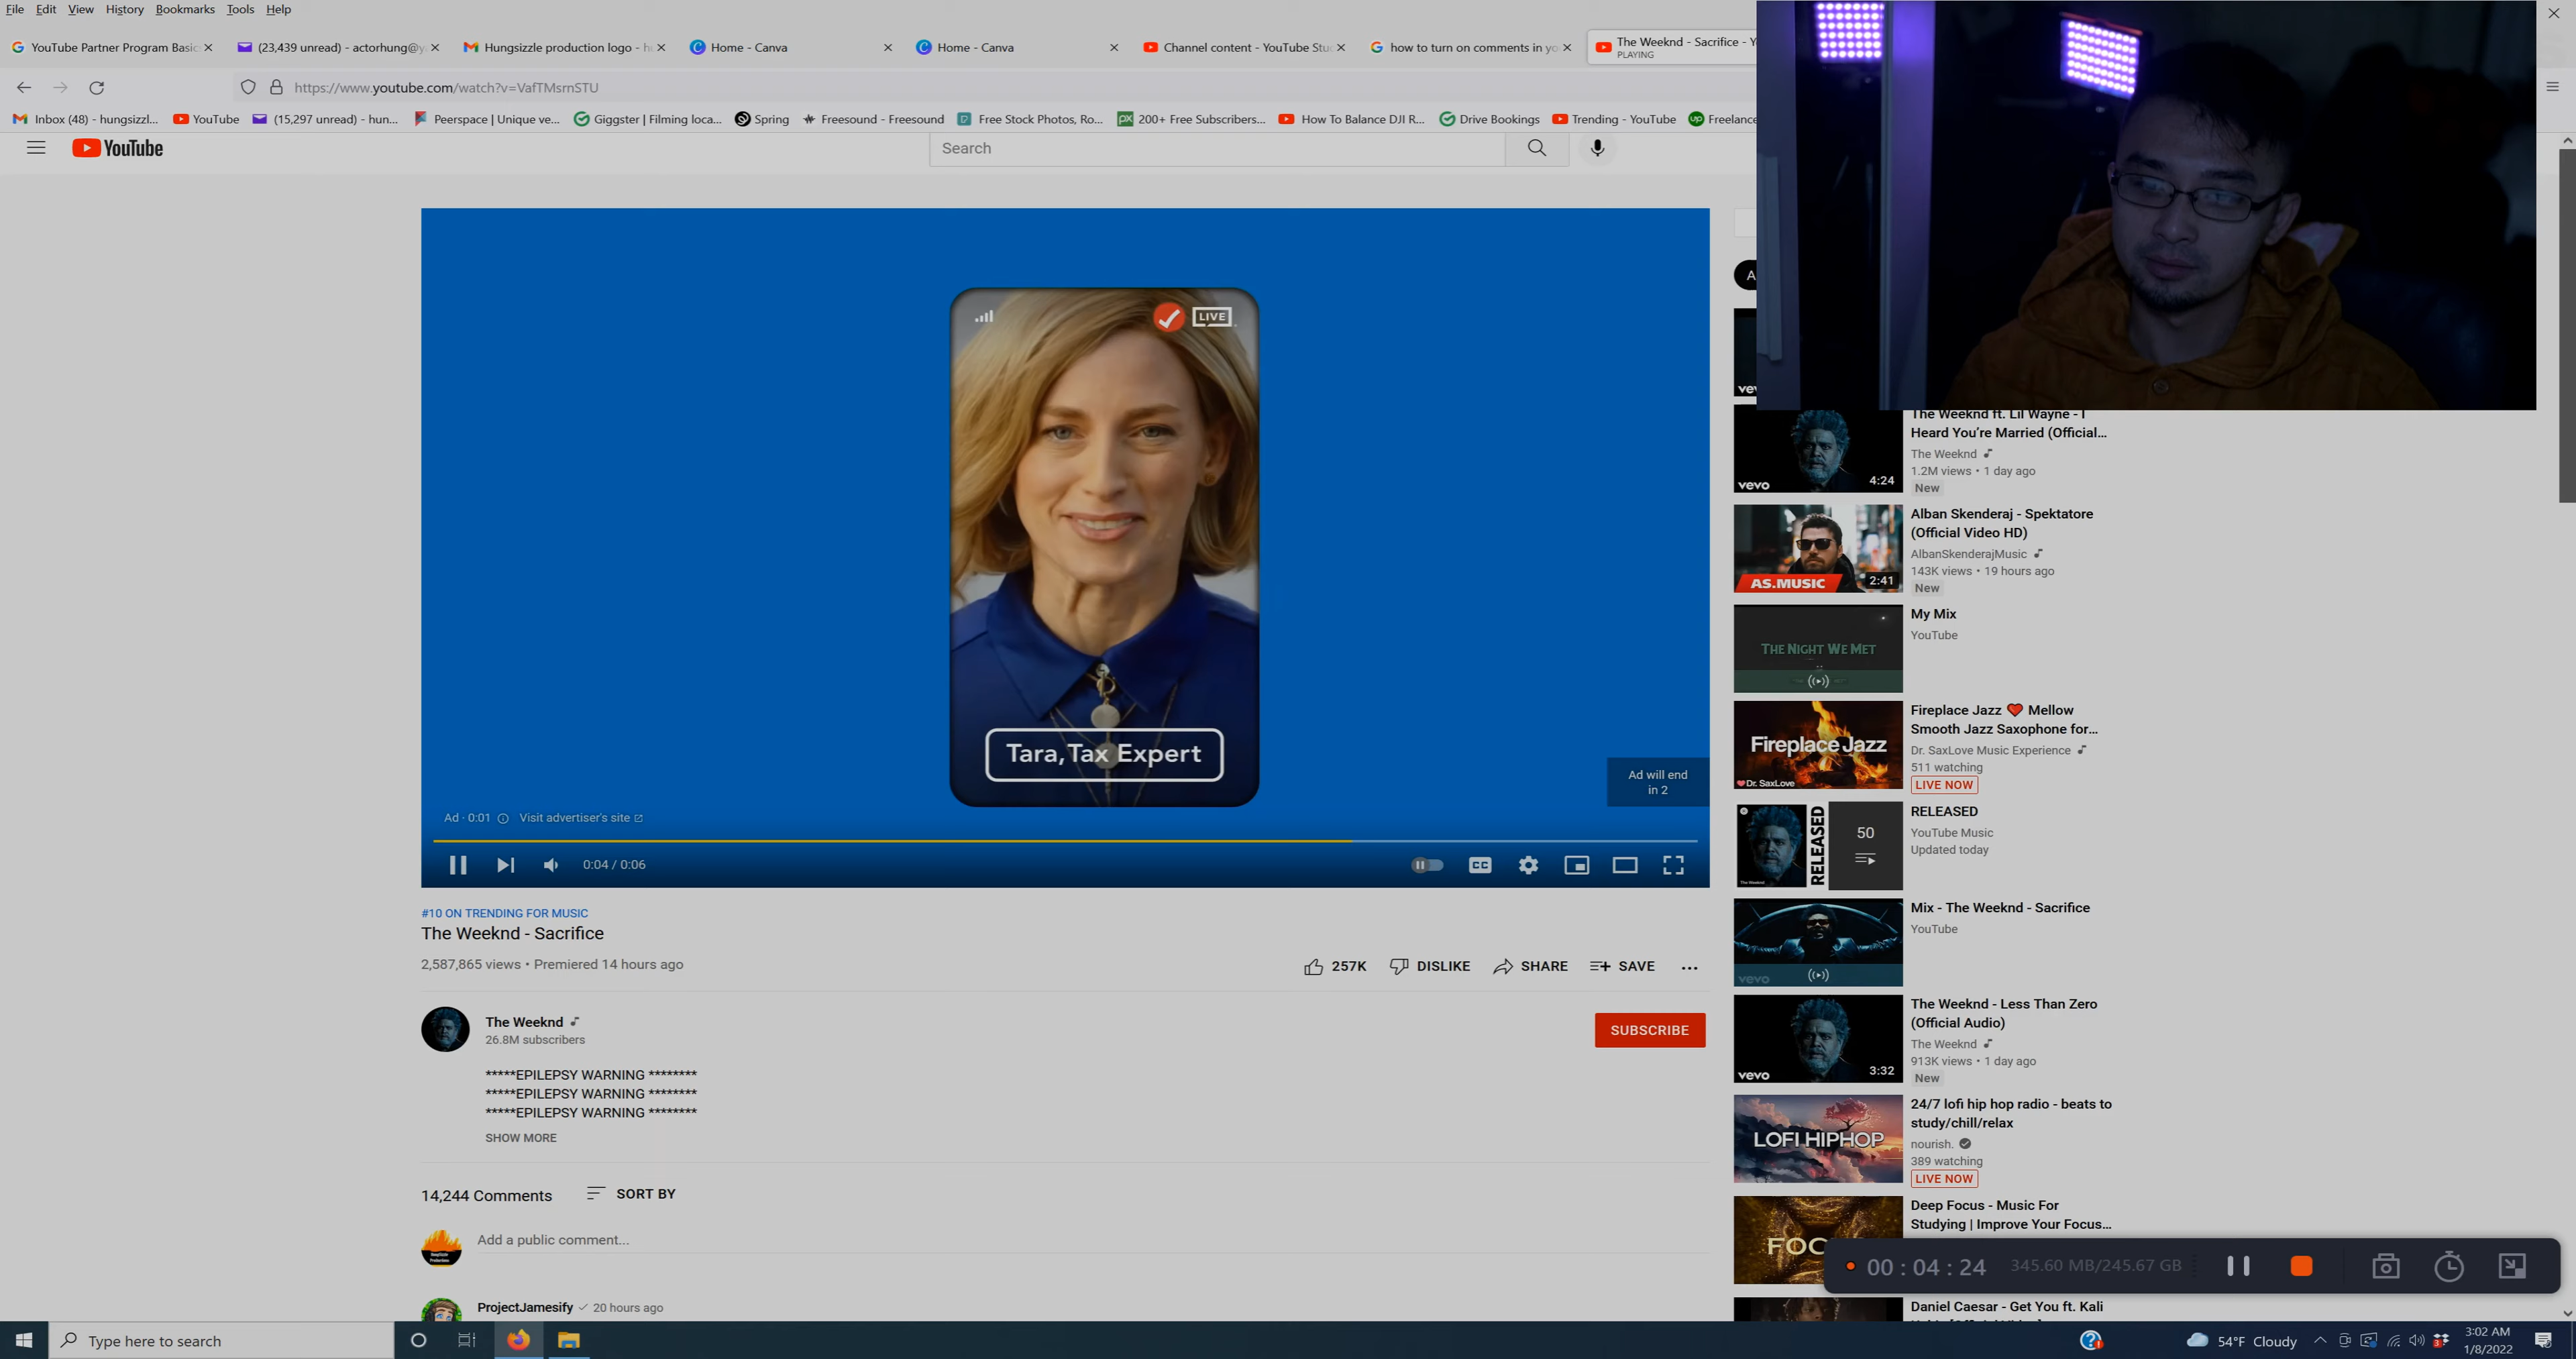 File Edit View History Bookmarks Tools Help
YouTube Partner Program Basic
(23,439 unread) - actorhung@y
Hungsizzle production logo - h
Home - Canva
Home - Canva
Channel content - YouTube Stu
how to turn on comments in yo
The Weeknd - Sacrifice - Y
PLAYING
https://www.youtube.com/watch?v=VafTMsrnSTU
Inbox (48) - hungsizzl...
YouTube
(15,297 unread) - hun...
Peerspace | Unique ve...
Giggster | Filming loca...
Spring
Freesound - Freesound
Free Stock Photos, Ro...
200+ Free Subscribers...
How To Balance DJI R...
Drive Bookings
Trending - YouTube
Freelance
YouTube
Search
LIVE
Tara, Tax Expert
Ad will end
in 2
Ad · 0:01 Visit advertiser's site
0:04 / 0:06
CC
#10 ON TRENDING FOR MUSIC
The Weeknd - Sacrifice
2,587,865 views • Premiered 14 hours ago
257K DISLIKE SHARE SAVE ...
The Weeknd
26.8M subscribers
SUBSCRIBE
*****EPILEPSY WARNING ********
*****EPILEPSY WARNING ********
*****EPILEPSY WARNING ********
SHOW MORE
14,244 Comments SORT BY
Add a public comment...
ProjectJamesify 20 hours ago
The Weeknd ft. Lil Wayne - I
Heard You're Married (Official...
The Weeknd
1.2M views • 1 day ago
New
vevo 4:24
Alban Skenderaj - Spektatore
(Official Video HD)
AlbanSkenderajMusic
143K views • 19 hours ago
New
AS.MUSIC 2:41
My Mix
YouTube
THE NIGHT WE MET
Fireplace Jazz ❤ Mellow
Smooth Jazz Saxophone for...
Dr. SaxLove Music Experience
511 watching
LIVE NOW
Fireplace Jazz
Dr. SaxLove
RELEASED
YouTube Music
Updated today
RELEASED
50
The Weeknd
Mix - The Weeknd - Sacrifice
YouTube
vevo
The Weeknd - Less Than Zero
(Official Audio)
The Weeknd
913K views • 1 day ago
New
vevo 3:32
24/7 lofi hip hop radio - beats to
study/chill/relax
nourish.
389 watching
LIVE NOW
LOFI HIPHOP
Deep Focus - Music For
Studying | Improve Your Focus...
FOC
00 : 04 : 24 345.60 MB/245.67 GB
Daniel Caesar - Get You ft. Kali
Type here to search
54°F Cloudy
3:02 AM
1/8/2022